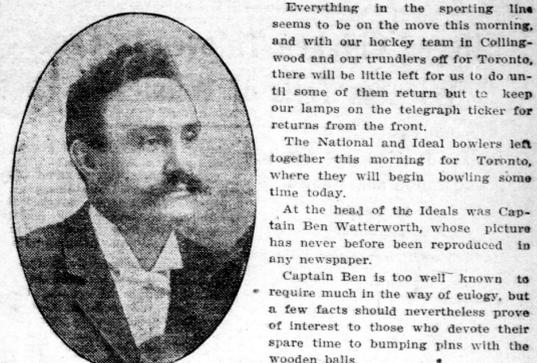 Everything in the sporting line
seems to be on the move this morning,
and with our hockey team in Colling-
wood and our trundlers off for Toronto,
there will be little left for us to do un-
til some of them return but to keep
our lamps on the telegraph ticker for
returns from the front.
The National and Ideal bowlers left
together this morning for Toronto,
where they will begin bowling some
time today.
At the head of the Ideals was Cap-
tain Ben Watterworth, whose picture
has never before been reproduced in
any newspaper.
Captain Ben is too well known to
require much in the way of eulogy, but
a few facts should nevertheless prove
of interest to those who devote their
spare time to bumping pins with the
wooden balls.